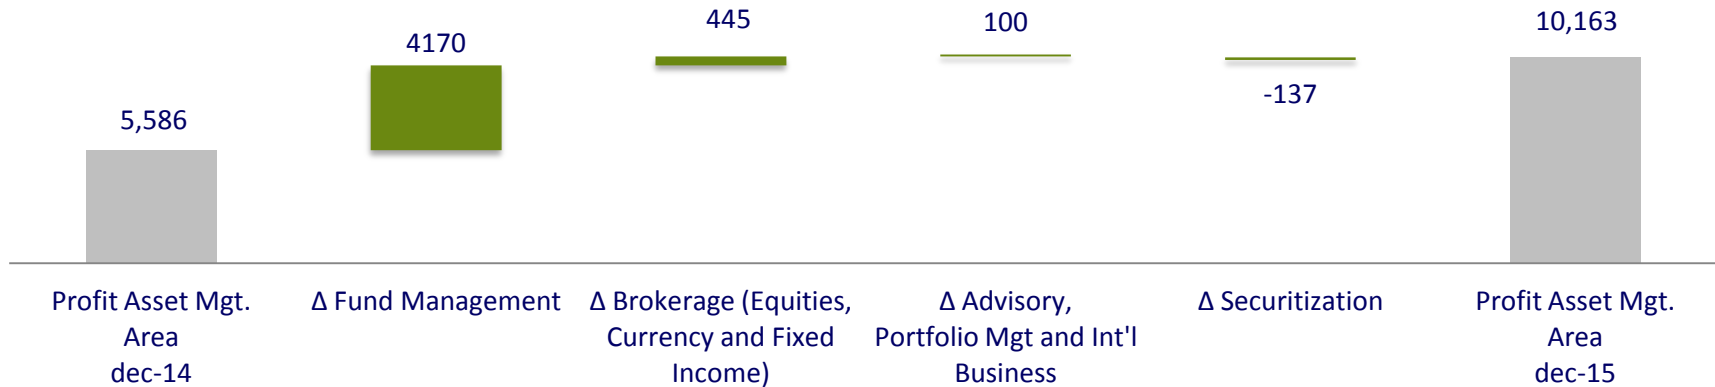 5,586
4170
445
100
-137
10,163
Profit Asset Mgt.
Area
dec-14
Δ Fund Management
Δ Brokerage (Equities,
Currency and Fixed
Income)
Δ Advisory,
Portfolio Mgt and Int'l
Business
Δ Securitization
Profit Asset Mgt.
Area
dec-15